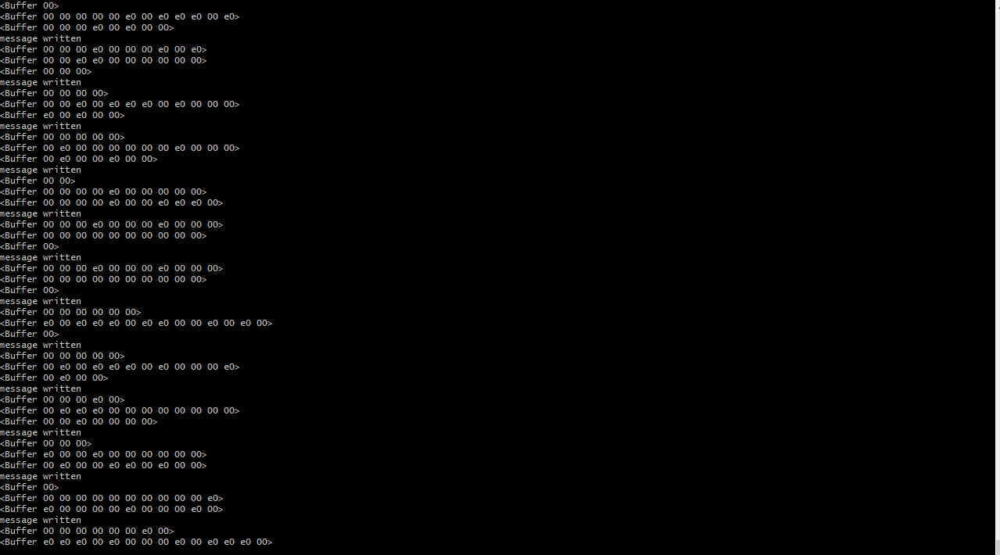 <Buffer 00>
<Buffer 00 00 00 00 00 e0 00 e0 e0 e0 00 e0>
<Buffer 00 00 00 e0 00 e0 00 00>
message written
<Buffer 00 00 00 e0 00 00 00 e0 00 e0>
<Buffer 00 00 e0 e0 00 00 00 00 00 00>
<Buffer 00 00 00>
message written
<Buffer 00 00 00 00>
<Buffer 00 00 e0 00 e0 e0 e0 00 e0 00 00 00>
<Buffer e0 00 e0 00 00>
message written
<Buffer 00 00 00 00 00>
<Buffer 00 e0 00 00 00 00 00 00 e0 00 00 00>
<Buffer 00 e0 00 00 e0 00 00>
message written
<Buffer 00 00>
<Buffer 00 00 00 00 e0 00 00 00 00 00>
<Buffer 00 00 00 00 e0 00 00 e0 e0 e0 00>
message written
<Buffer 00 00 00 e0 00 00 00 e0 00 00 00>
<Buffer 00 00 00 00 00 00 00 00 00 00>
<Buffer 00>
message written
<Buffer 00 00 00 e0 00 00 00 e0 00 00 00>
<Buffer 00 00 00 00 00 00 00 00 00 00>
<Buffer 00>
message written
<Buffer 00 00 00 00 00 00>
<Buffer e0 00 e0 e0 e0 00 e0 e0 00 00 e0 00 e0 00>
<Buffer 00>
message written
<Buffer 00 00 00 00 00>
<Buffer 00 e0 00 e0 e0 e0 00 e0 00 00 00 e0>
<Buffer 00 e0 00 00>
message written
<Buffer 00 00 00 e0 00>
<Buffer 00 e0 e0 e0 00 00 00 00 00 00 00 00>
<Buffer 00 00 e0 00 00 00 00>
message written
<Buffer 00 00 00>
<Buffer e0 00 00 e0 00 00 00 00 00 00>
<Buffer 00 e0 00 00 e0 e0 00 e0 00 00>
message written
<Buffer 00>
<Buffer 00 00 00 00 00 00 00 00 00 00 e0>
<Buffer e0 00 00 00 00 e0 00 00 00 e0 00>
message written
<Buffer 00 00 00 00 00 00 e0 00>
<Buffer e0 e0 e0 00 e0 00 00 00 e0 00 e0 e0 e0 00>